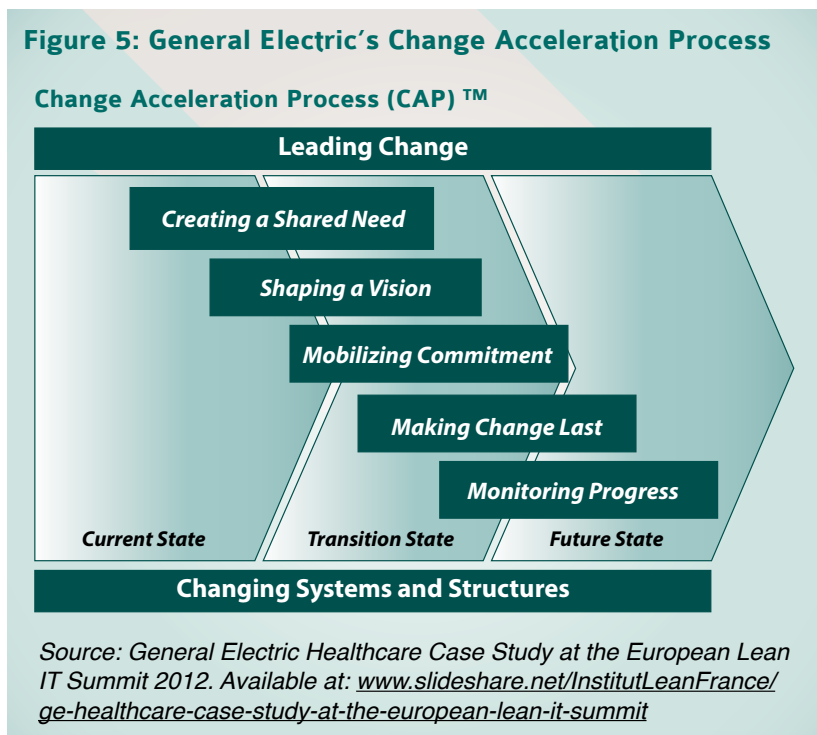 Figure 5: General Electric´s Change Acceleration Process
Change Acceleration Process (CAP) ™
Leading Change
Creating a Shared Need
Shaping a Vision
Mobilizing Commitment
Making Change Last
Monitoring Progress
Current State
Transition State
Future State
Changing Systems and Structures
Source: General Electric Healthcare Case Study at the European Lean
IT Summit 2012. Available at: www.slideshare.net/InstitutLeanFrance/
ge-healthcare-case-study-at-the-european-lean-it-summit